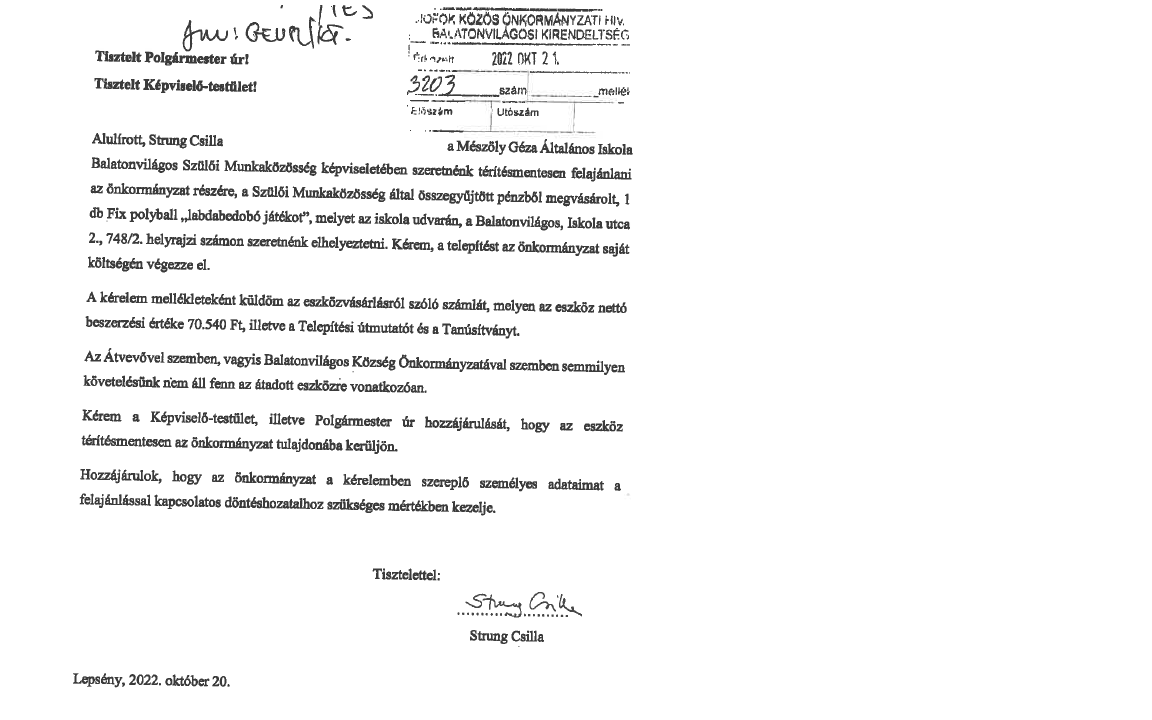 KÖZÖS ÖNKORMÁNYZATI HIV.
BALATONVILÁGOSI KIRENDELTSÉG
2022 OKT 21.
3203 szám mellél
Előszám Utószám
Tisztelt Polgármester úr!
Tisztelt Képviselő-testület!
Alulírott, Strung Csilla a Mészöly Géza Általános Iskola
Balatonvilágos Szülői Munkaközösség képviseletében szeretnénk térítésmentesen felajánlani
az önkormányzat részére, a Szülői Munkaközösség által összegyűjtött pénzből megvásárolt, 1
db Fix polyball „labdabedobó játékot”, melyet az iskola udvarán, a Balatonvilágos, Iskola utca
2., 748/2. helyrajzi számon szeretnénk elhelyeztetni. Kérem, a telepítést az önkormányzat saját
költségén végezze el.
A kérelem mellékleteként küldöm az eszközvásárlásról szóló számlát, melyen az eszköz nettó
beszerzési értéke 70.540 Ft, illetve a Telepítési útmutatót és a Tanúsítványt.
Az Átvevővel szemben, vagyis Balatonvilágos Község Önkormányzatával szemben semmilyen
követelésünk nem áll fenn az átadott eszközre vonatkozóan.
Kérem a Képviselő-testület, illetve Polgármester úr hozzájárulását, hogy az eszköz
térítésmentesen az önkormányzat tulajdonába kerüljön.
Hozzájárulok, hogy az önkormányzat a kérelemben szereplő személyes adataimat a
felajánlással kapcsolatos döntéshozatalhoz szükséges mértékben kezelje.
Tisztelettel:
Strung Csilla
Strung Csilla
Lepsény, 2022. október 20.